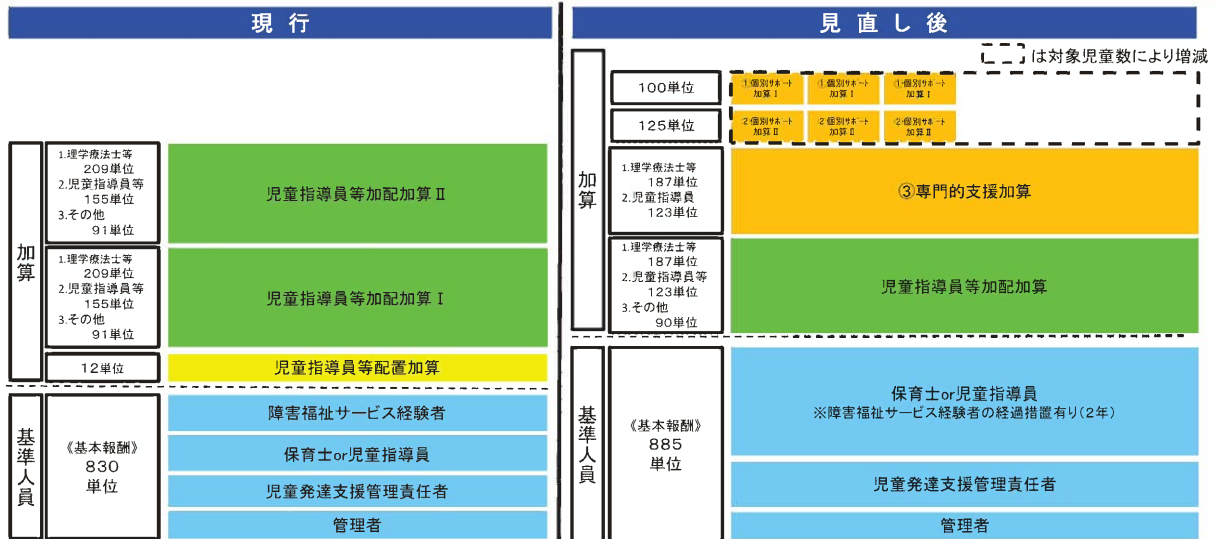 現行
加算
1.理学療法士等
209単位
2.児童指導員等
155単位
3.その他
91単位
児童指導員等加配加算Ⅱ
1.理学療法士等
209単位
2.児童指導員等
155単位
3.その他
91単位
児童指導員等加配加算Ⅰ
12単位
児童指導員等配置加算
基準人員
《基本報酬》
830
単位
障害福祉サービス経験者
保育士or児童指導員
児童発達支援管理責任者
管理者
見直し後
は対象児童数により増減
加算
100単位
①個別サポート
加算Ⅰ
①個別サポート
加算Ⅰ
①個別サポート
加算Ⅰ
125単位
②個別サポート
加算Ⅱ
②個別サポート
加算Ⅱ
②個別サポート
加算Ⅱ
1.理学療法士等
187単位
2.児童指導員
123単位
③専門的支援加算
1.理学療法士等
187単位
2.児童指導員等
123単位
3.その他
90単位
児童指導員等加配加算
基準人員
《基本報酬》
885
単位
保育士or児童指導員
※障害福祉サービス経験者の経過措置有り(2年)
児童発達支援管理責任者
管理者